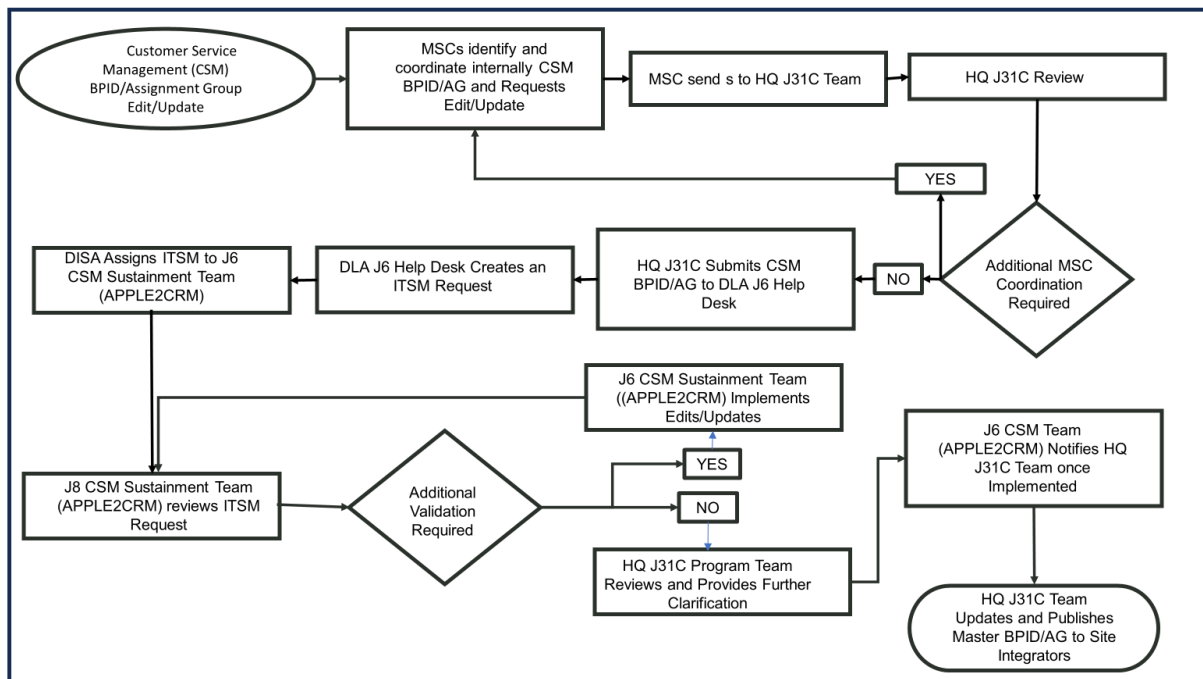 Customer Service
Management (CSM)
BPID/Assignment Group
Edit/Update
MSCs identify and
coordinate internally CSM
BPID/AG and Requests
Edit/Update
MSC send s to HQ J31C Team
HQ J31C Review
YES
Additional MSC
Coordination
Required
NO
HQ J31C Submits CSM
BPID/AG to DLA J6 Help
Desk
DLA J6 Help Desk Creates an
ITSM Request
DISA Assigns ITSM to J6
CSM Sustainment Team
(APPLE2CRM)
J8 CSM Sustainment Team
(APPLE2CRM) reviews ITSM
Request
Additional
Validation
Required
YES
J6 CSM Sustainment Team
((APPLE2CRM) Implements
Edits/Updates
NO
HQ J31C Program Team
Reviews and Provides Further
Clarification
J6 CSM Team
(APPLE2CRM) Notifies HQ
J31C Team once
Implemented
HQ J31C Team
Updates and Publishes
Master BPID/AG to Site
Integrators